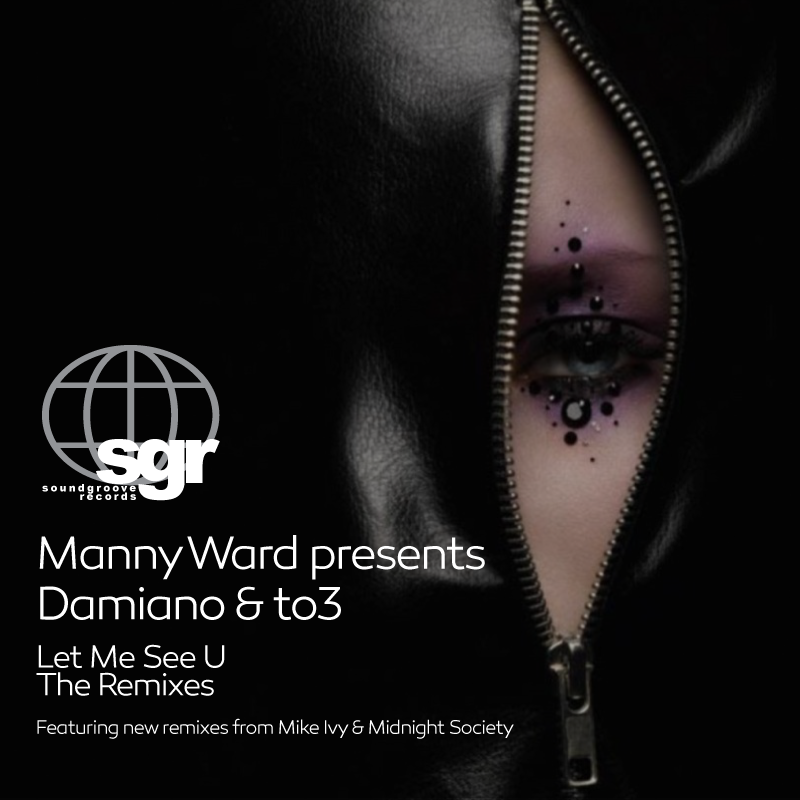 sgr
soundgroove
records
Manny Ward presents
Damiano & to3
Let Me See U
The Remixes
Featuring new remixes from Mike Ivy & Midnight Society